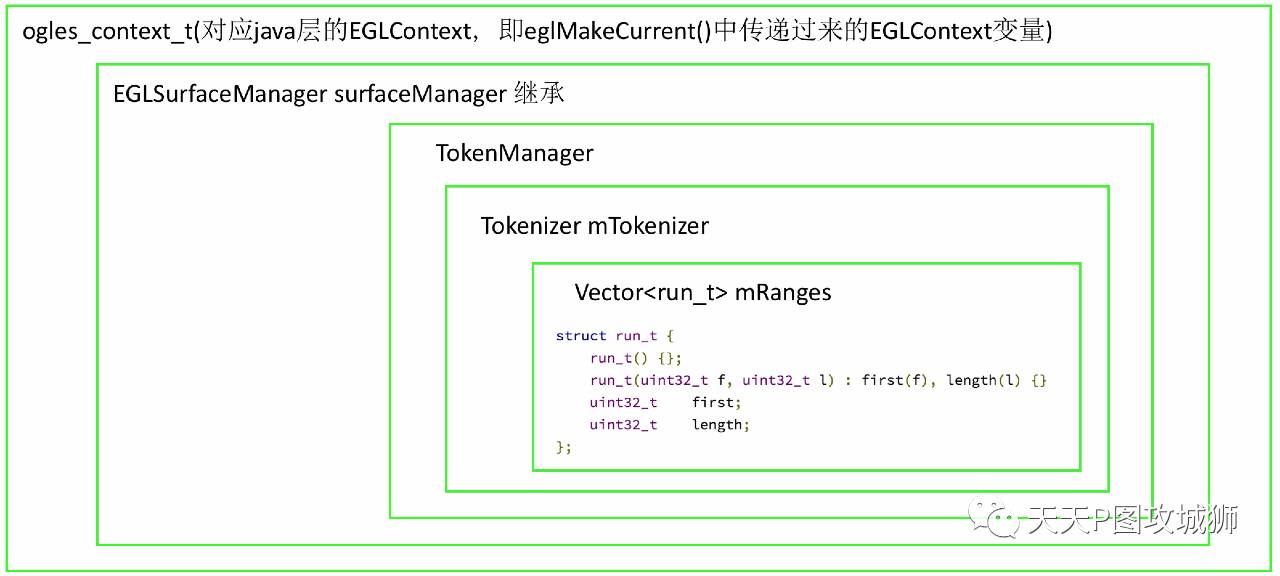 ogles_context_t(对应java层的EGLContext，即eglMakeCurrent()中传递过来的EGLContext变量)
EGLSurfaceManager surfaceManager 继承
TokenManager
Tokenizer mTokenizer
Vector<run_t> mRanges
struct run_t {
    run_t() {};
    run_t(uint32_t f, uint32_t l) : first(f), length(l) {}
    uint32_t    first;
    uint32_t    length;
};
天天P图攻城狮